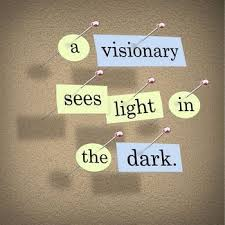 a visionary
sees light in
the dark.